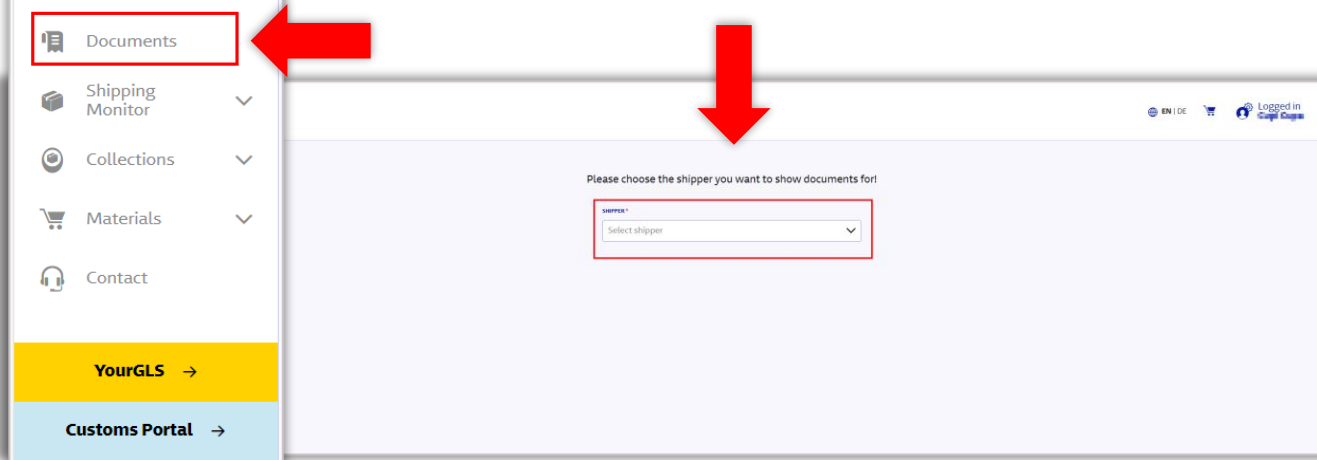 Documents
Shipping
Monitor
Collections
Materials
Contact
YourGLS →
Customs Portal →
EN | DE
Logged in
Please choose the shipper you want to show documents for!
SHIPPER *
Select shipper